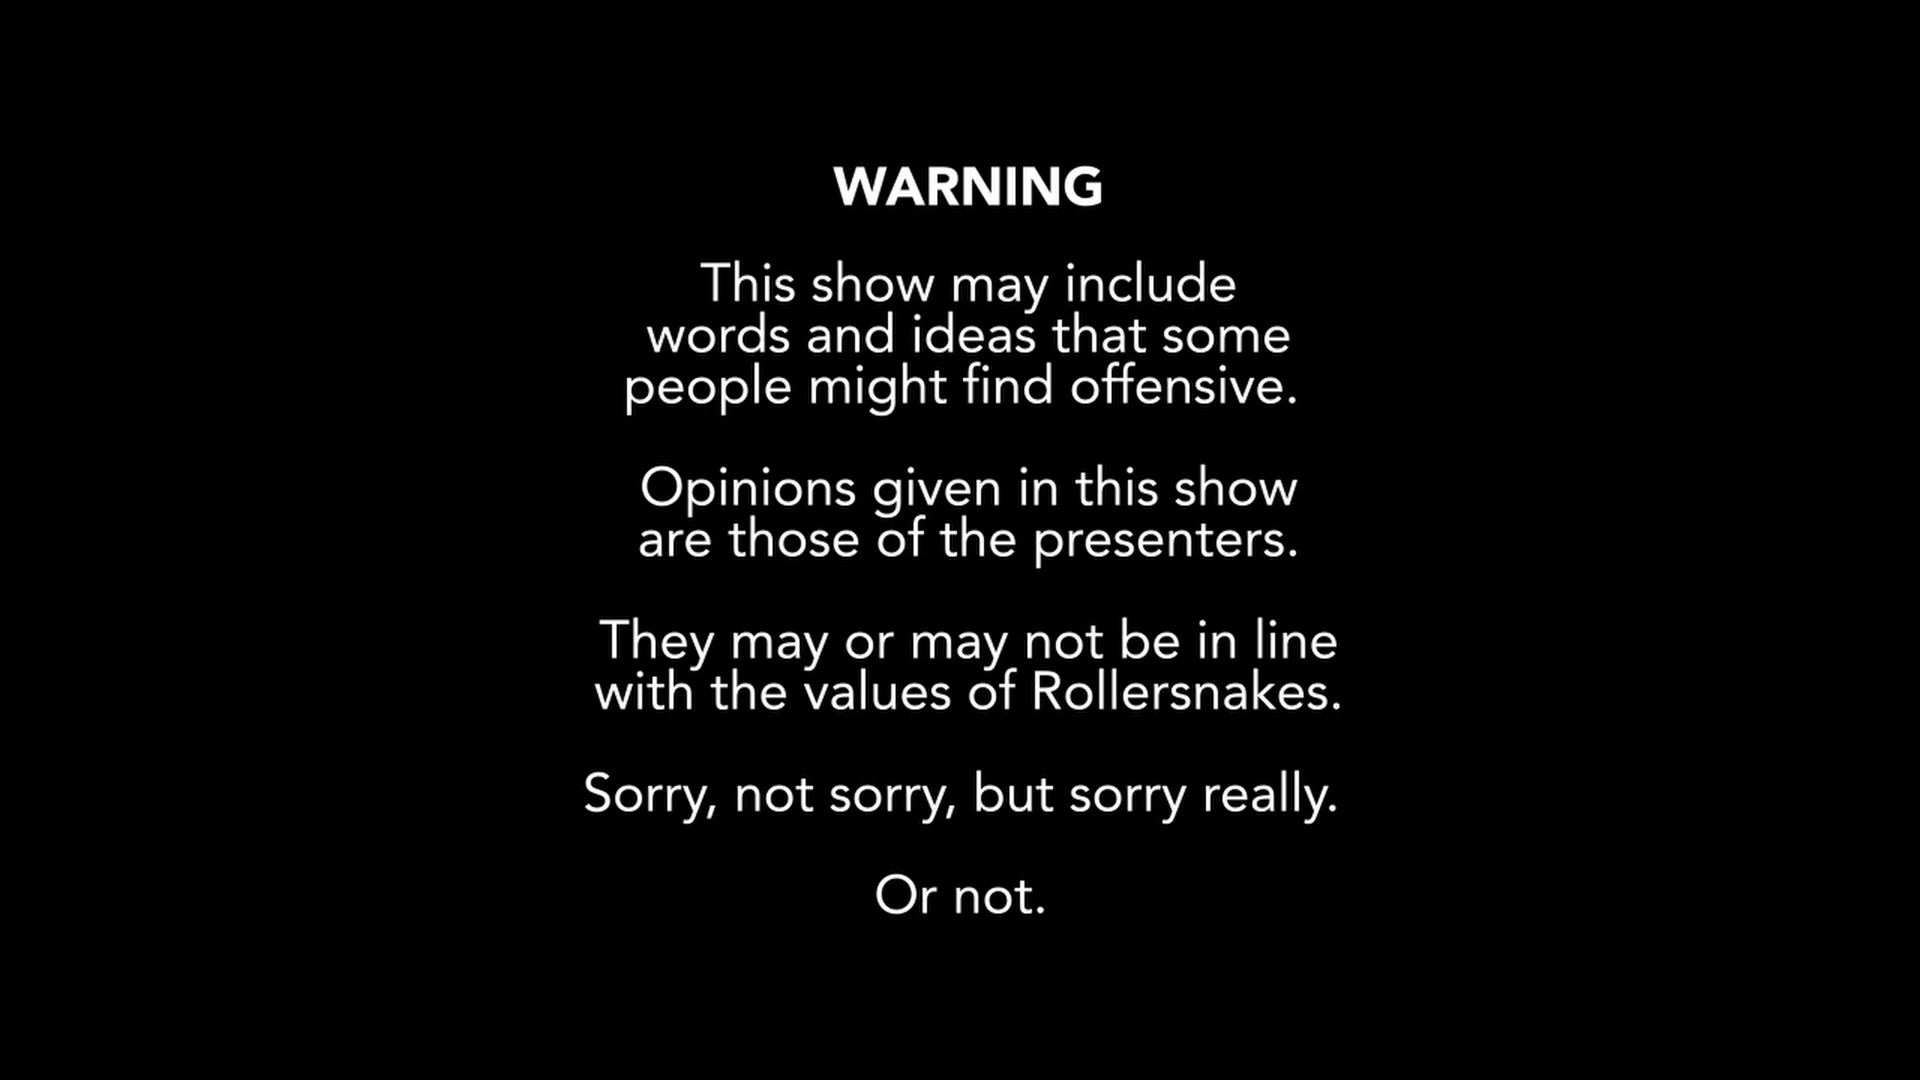 WARNING
This show may include
words and ideas that some
people might find offensive.
Opinions given in this show
are those of the presenters.
They may or may not be in line
with the values of Rollersnakes.
Sorry, not sorry, but sorry really.
Or not.